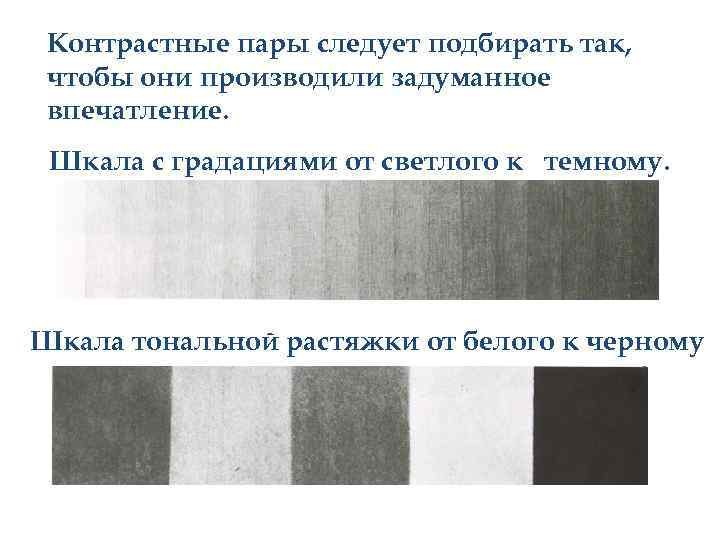 Контрастные пары следует подбирать так,
чтобы они производили задуманное
впечатление.
Шкала с градациями от светлого к темному.
Шкала тональной растяжки от белого к черному